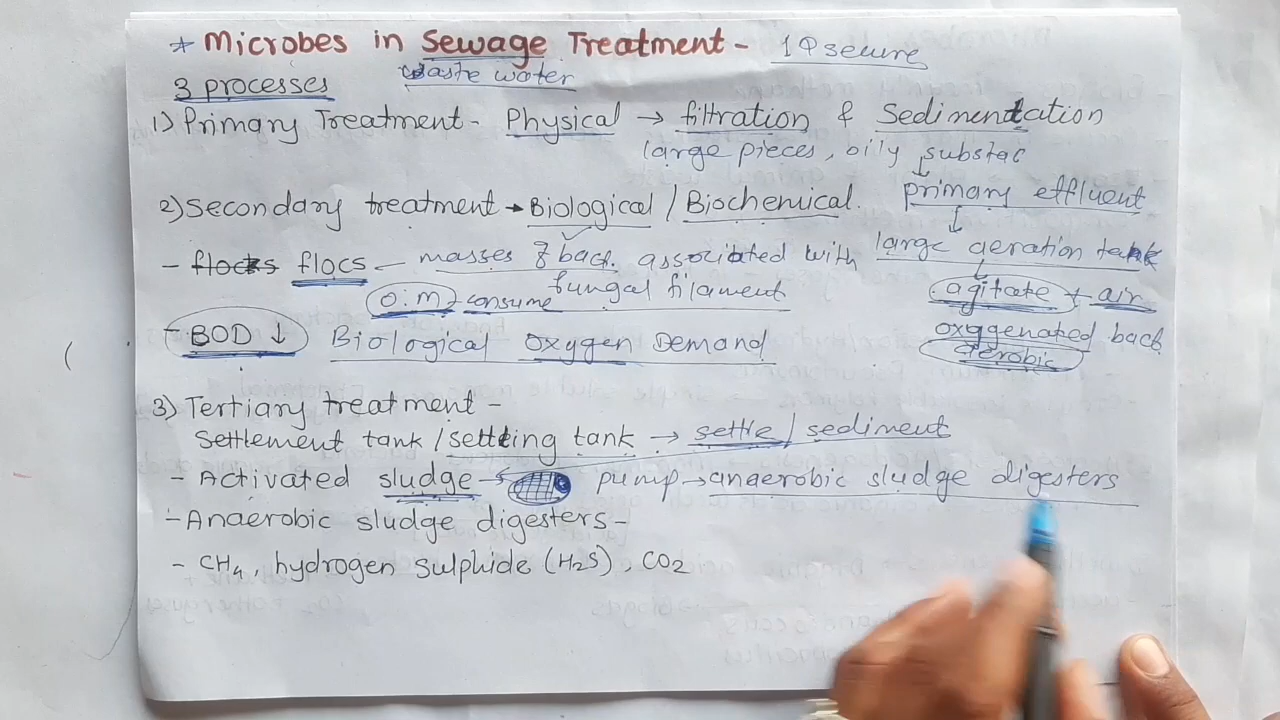 * Microbes in Sewage Treatment - 1° secure
3 processes waste water
1) Primary Treatment - Physical → filtration & Sedimentation
large pieces, oily substac
2) Secondary treatment → Biological / Biochemical. primary effluent
- flocks flocs - masses of bact. associated with large aeration tank
O.M - consume fungal filament agitate + air
- BOD ↓ Biological Oxygen Demand oxygenated bact
aerobic
3) Tertiary treatment -
Settlement tank / settling tank → settle / sediment
- Activated sludge pump → anaerobic sludge digesters
- Anaerobic sludge digesters -
- CH4, hydrogen sulphide (H2S), CO2